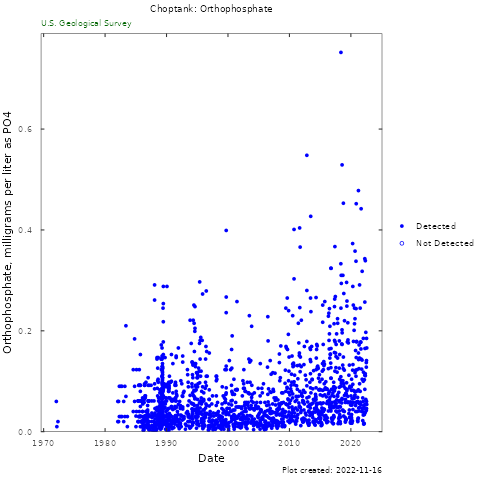 Choptank: Orthophosphate
U.S. Geological Survey
Orthophosphate, milligrams per liter as PO4
0.6
0.4
0.2
0.0
1970 1980 1990 2000 2010 2020
Date
Detected
Not Detected
Plot created: 2022-11-16